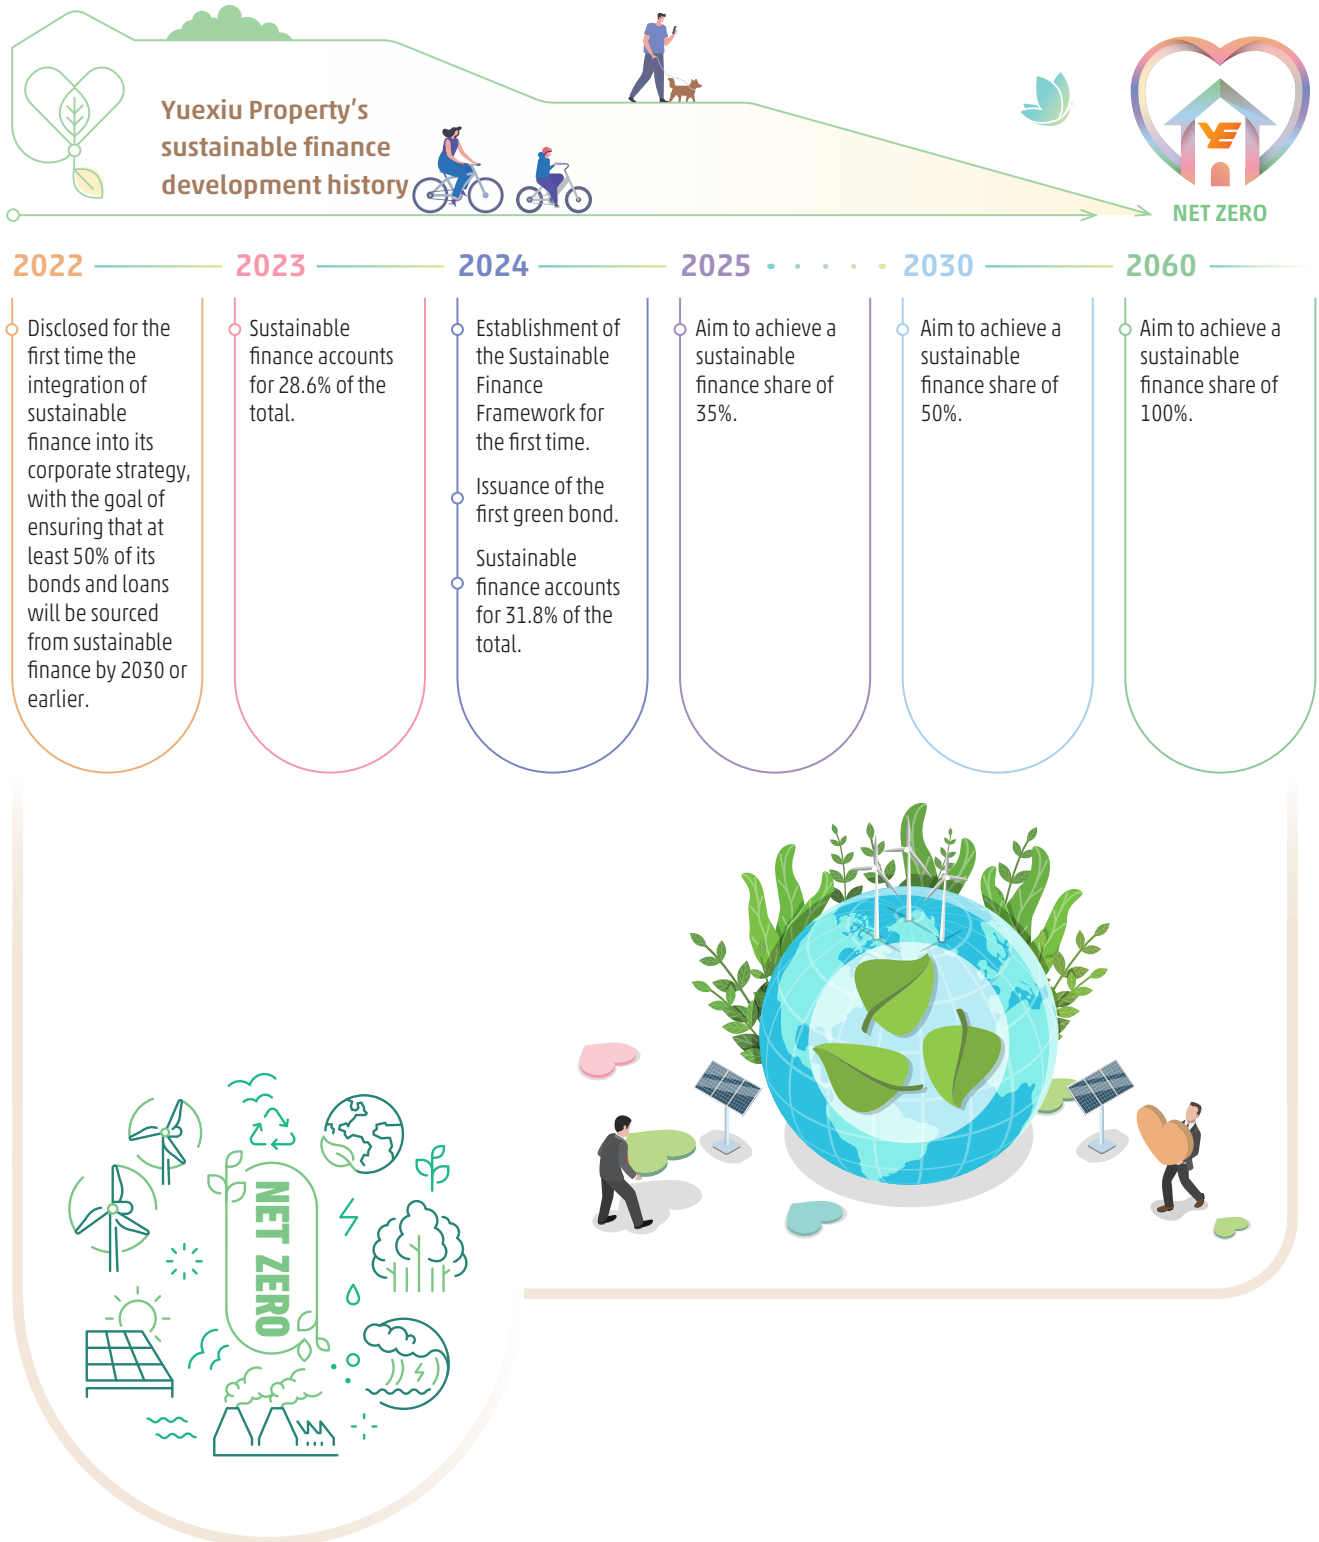 Yuexiu Property's
sustainable finance
development history
NET ZERO
2022
2023
2024
2025
2030
2060
Disclosed for the
first time the
integration of
sustainable
finance into its
corporate strategy,
with the goal of
ensuring that at
least 50% of its
bonds and loans
will be sourced
from sustainable
finance by 2030 or
earlier.
Sustainable
finance accounts
for 28.6% of the
total.
Establishment of
the Sustainable
Finance
Framework for
the first time.
Issuance of the
first green bond.
Sustainable
finance accounts
for 31.8% of the
total.
Aim to achieve a
sustainable
finance share of
35%.
Aim to achieve a
sustainable
finance share of
50%.
Aim to achieve a
sustainable
finance share of
100%.
NET ZERO